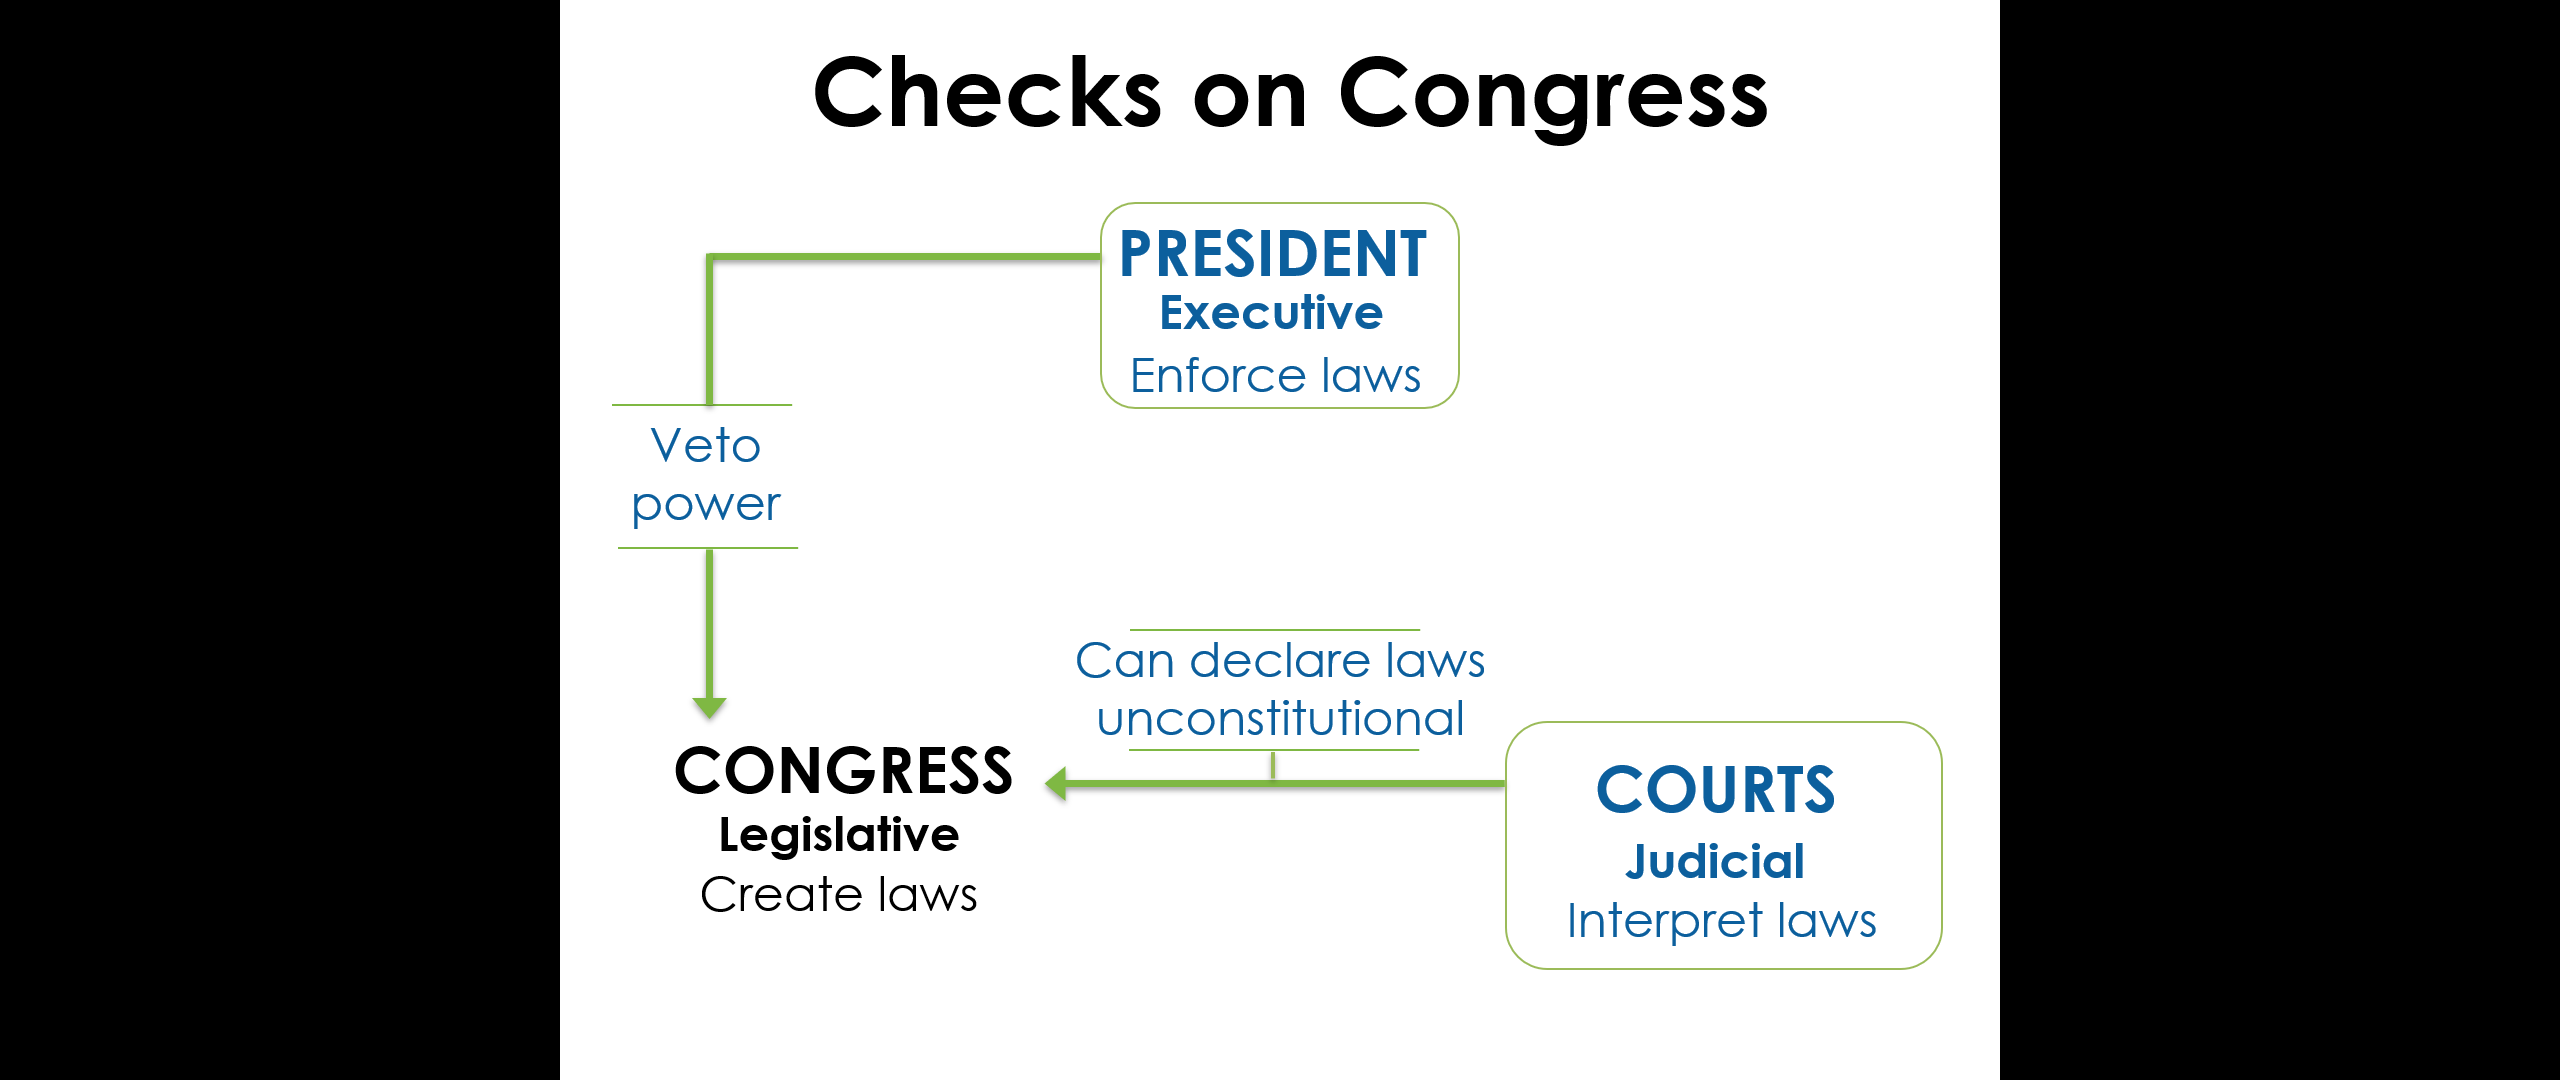 Checks on Congress
PRESIDENT
Executive
Enforce laws
Veto
power
Can declare laws
unconstitutional
CONGRESS
Legislative
Create laws
COURTS
Judicial
Interpret laws